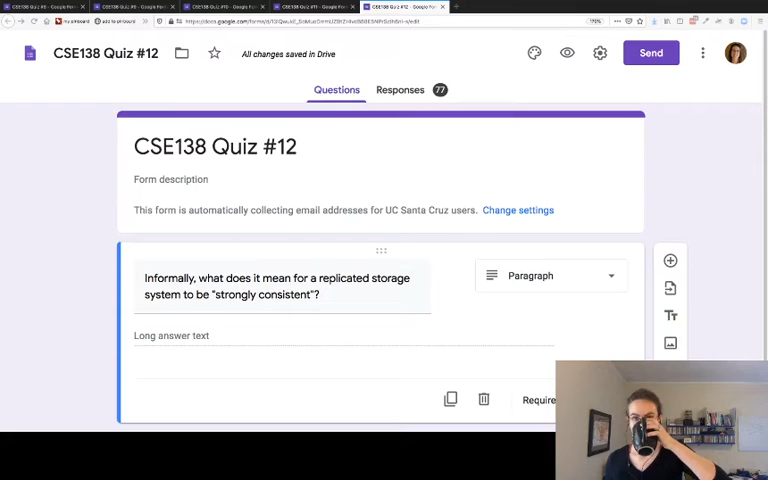 CSE138 Quiz #12
All changes saved in Drive
Send
Questions
Responses 77
CSE138 Quiz #12
Form description
This form is automatically collecting email addresses for UC Santa Cruz users. Change settings
Informally, what does it mean for a replicated storage
system to be "strongly consistent"?
Paragraph
Long answer text
Tт
Require